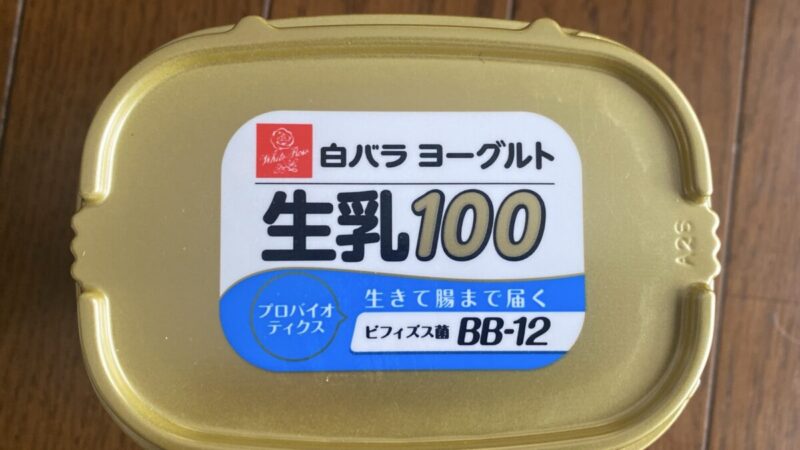 White Rose
白バラ ヨーグルト
生乳100
プロバイオ
ティクス
生きて腸まで届く
ビフィズス菌 BB-12
A26